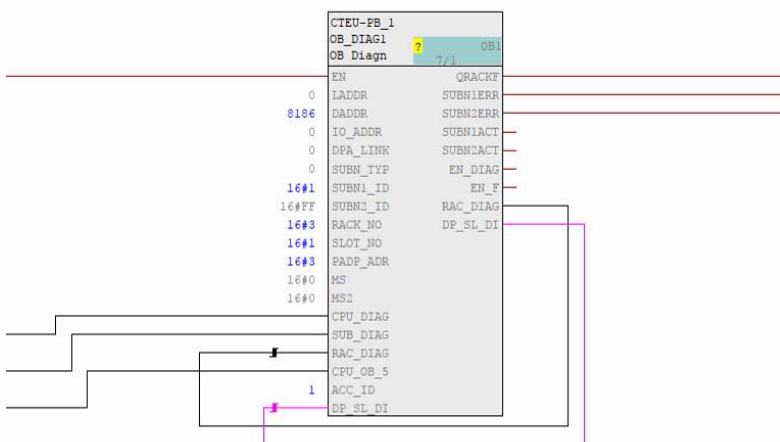 CTEU-PB_1
OB_DIAG1
OB Diagn
? OB1
7/1
EN QRACKF
0 LADDR SUBN1ERR
8186 DADDR SUBN2ERR
0 IO_ADDR SUBN1ACT
0 DPA_LINK SUBN2ACT
0 SUBN_TYP EN_DIAG
16#1 SUBN1_ID EN_F
16#FF SUBN2_ID RAC_DIAG
16#3 RACK_NO DP_SL_DI
16#1 SLOT_NO
16#3 PADP_ADR
16#0 MS
16#0 MS2
CPU_DIAG
SUB_DIAG
RAC_DIAG
CPU_OB_5
1 ACC_ID
DP_SL_DI